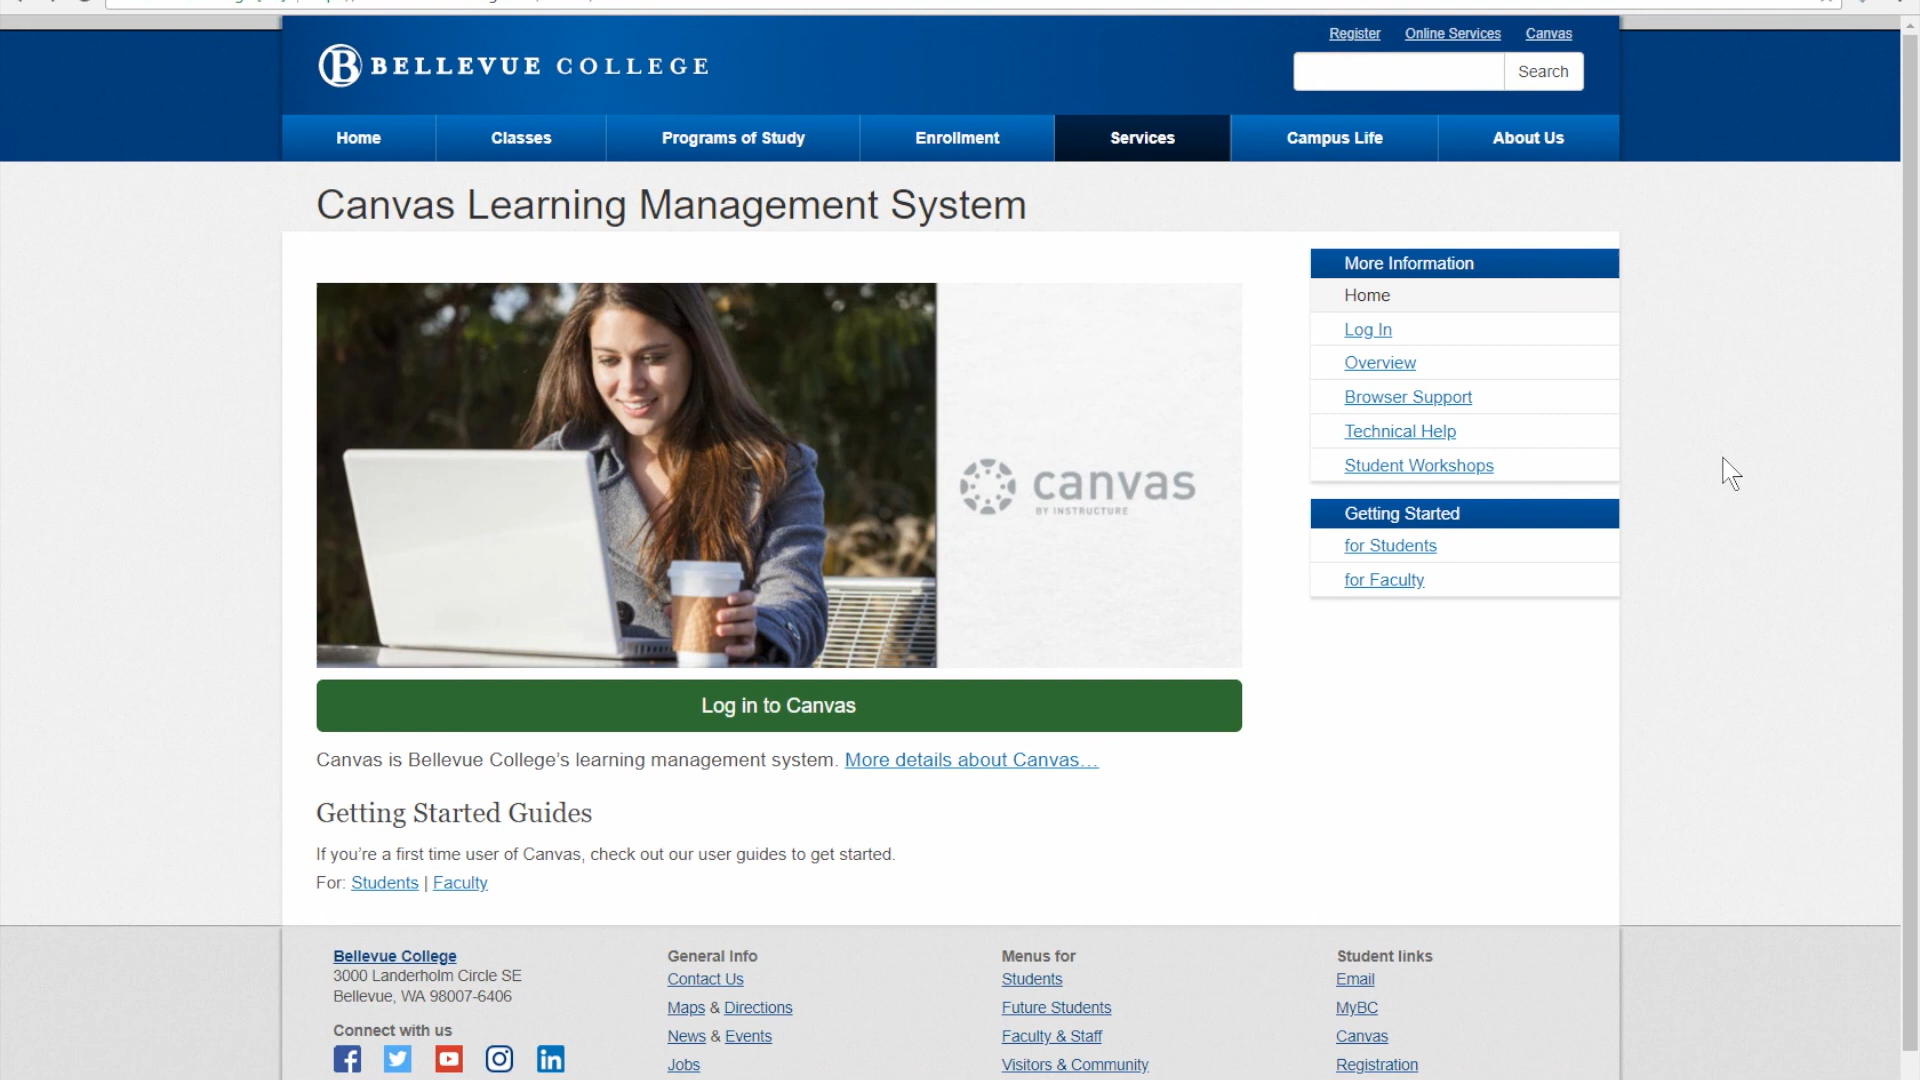 Register Online Services Canvas
B BELLEVUE COLLEGE
Search
Home Classes Programs of Study Enrollment Services Campus Life About Us
Canvas Learning Management System
canvas
BY INSTRUCTURE
Log in to Canvas
Canvas is Bellevue College’s learning management system. More details about Canvas…
Getting Started Guides
If you’re a first time user of Canvas, check out our user guides to get started.
For: Students | Faculty
More Information
Home
Log In
Overview
Browser Support
Technical Help
Student Workshops
Getting Started
for Students
for Faculty
Bellevue College
3000 Landerholm Circle SE
Bellevue, WA 98007-6406
Connect with us
General Info
Contact Us
Maps & Directions
News & Events
Jobs
Menus for
Students
Future Students
Faculty & Staff
Visitors & Community
Student links
Email
MyBC
Canvas
Registration